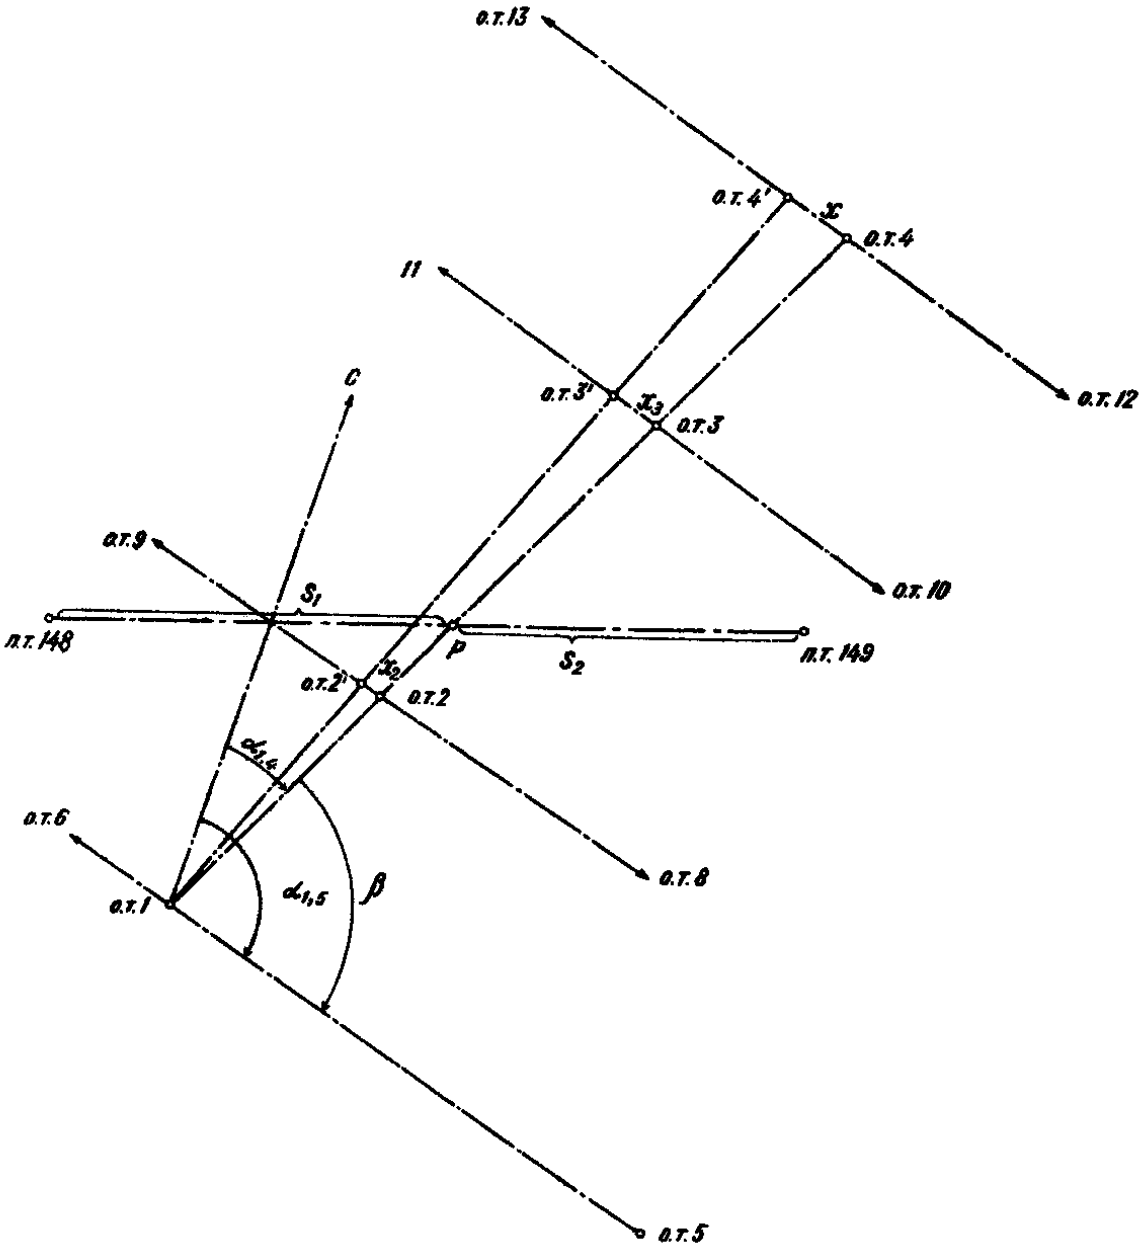 о.т.13
о.т.4'
x
о.т.4
11
о.т.12
о.т.3'
x₃
о.т.3
С
о.т.9
о.т.10
S₁
п.т.148
P
S₂
п.т.149
о.т.2'
x₂
о.т.2
α₁,₄
о.т.6
о.т.8
о.т.1
α₁,₅
β
о.т.5